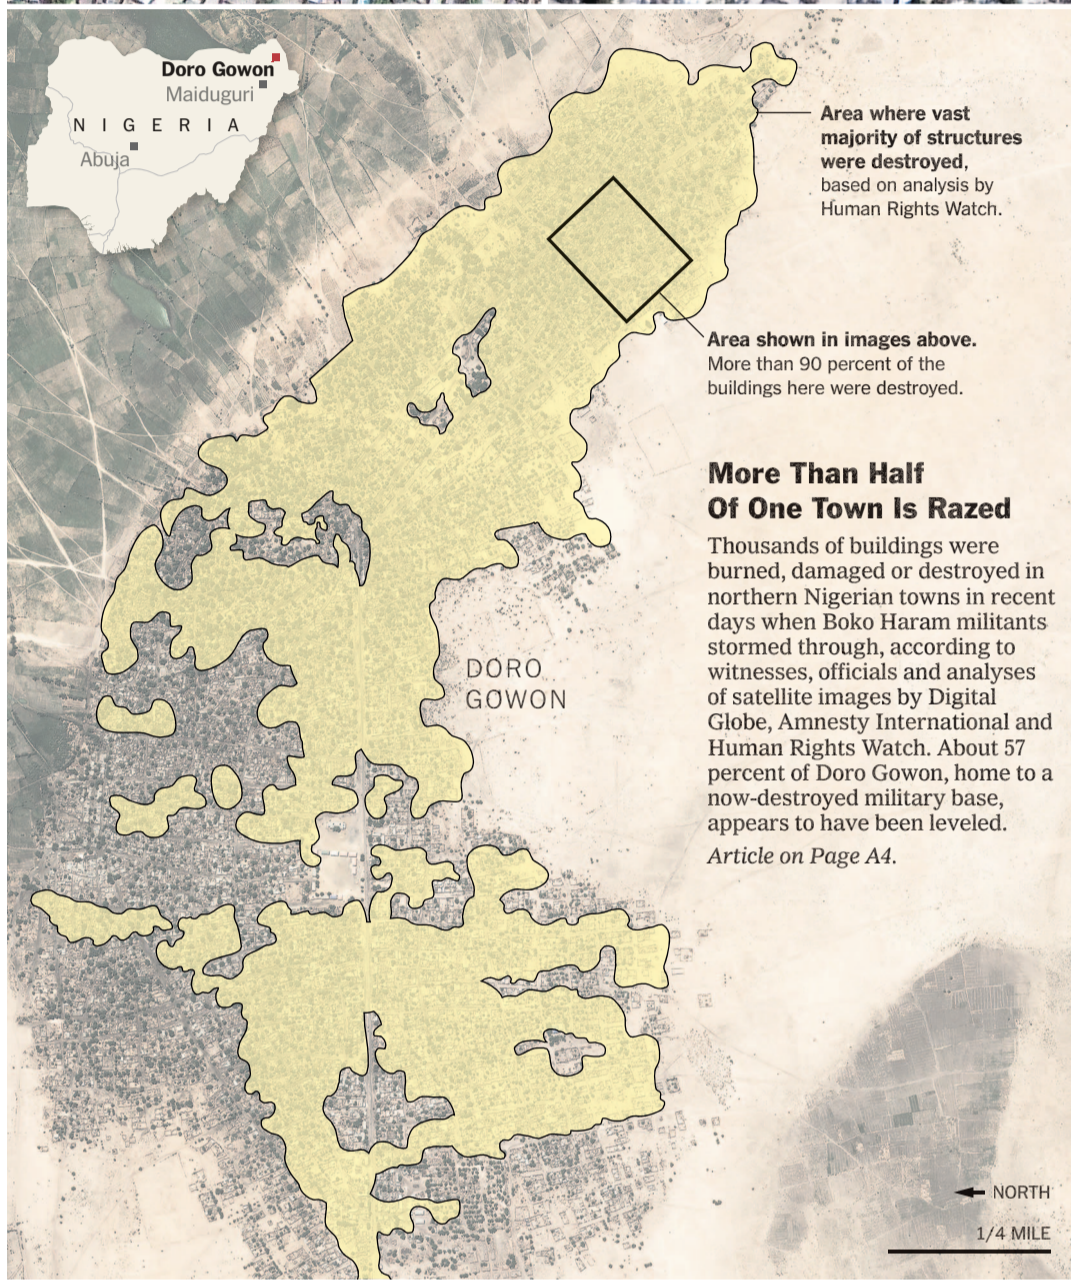 Doro Gowon
Maiduguri
NIGERIA
Abuja
Area where vast
majority of structures
were destroyed,
based on analysis by
Human Rights Watch.
Area shown in images above.
More than 90 percent of the
buildings here were destroyed.
More Than Half
Of One Town Is Razed
Thousands of buildings were
burned, damaged or destroyed in
northern Nigerian towns in recent
days when Boko Haram militants
stormed through, according to
witnesses, officials and analyses
of satellite images by Digital
Globe, Amnesty International and
Human Rights Watch. About 57
percent of Doro Gowon, home to a
now-destroyed military base,
appears to have been leveled.
Article on Page A4.
DORO
GOWON
NORTH
1/4 MILE